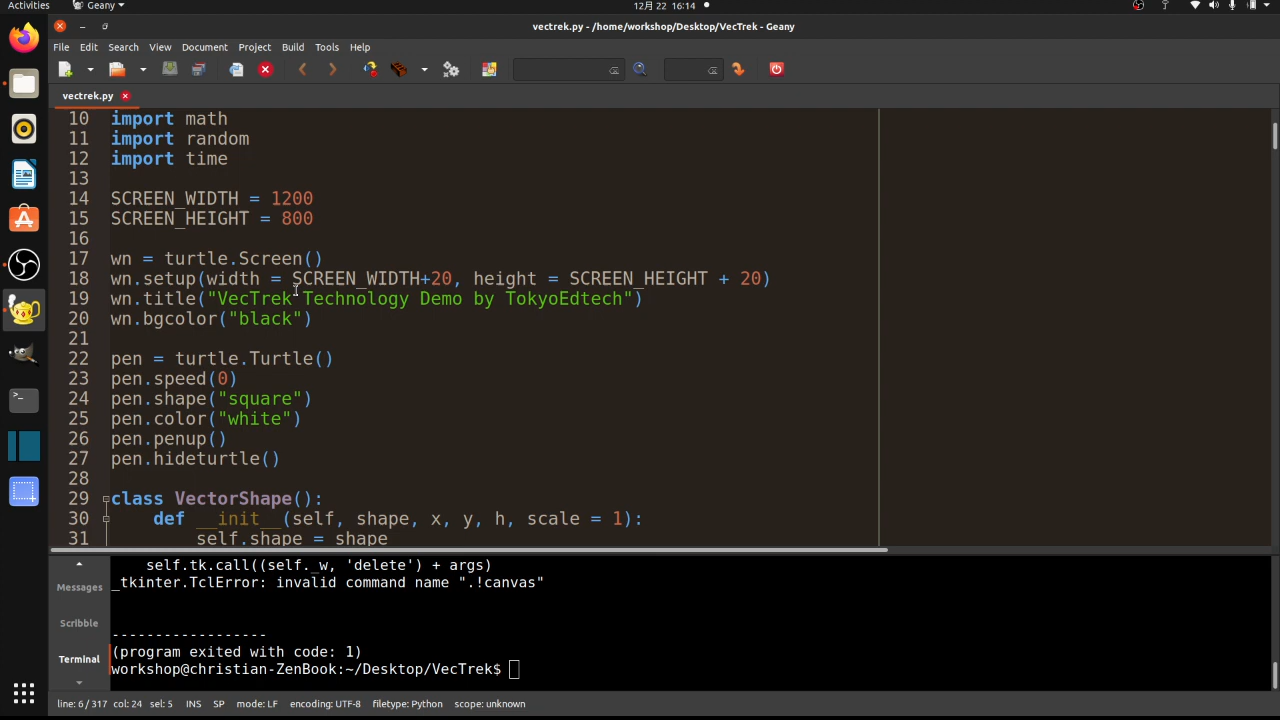 Activities
Geany
12月 22 16:14
vectrek.py - /home/workshop/Desktop/VecTrek - Geany
File Edit Search View Document Project Build Tools Help
vectrek.py
10 import math
11 import random
12 import time
13
14 SCREEN_WIDTH = 1200
15 SCREEN_HEIGHT = 800
16
17 wn = turtle.Screen()
18 wn.setup(width = SCREEN_WIDTH+20, height = SCREEN_HEIGHT + 20)
19 wn.title("VecTrek Technology Demo by TokyoEdtech")
20 wn.bgcolor("black")
21
22 pen = turtle.Turtle()
23 pen.speed(0)
24 pen.shape("square")
25 pen.color("white")
26 pen.penup()
27 pen.hideturtle()
28
29 class VectorShape():
30 def __init__(self, shape, x, y, h, scale = 1):
31 self.shape = shape
Messages
Scribble
Terminal
self.tk.call((self._w, 'delete') + args)
_tkinter.TclError: invalid command name ".!canvas"
------------------
(program exited with code: 1)
workshop@christian-ZenBook:~/Desktop/VecTrek$
line: 6 / 317 col: 24 sel: 5 INS SP mode: LF encoding: UTF-8 filetype: Python scope: unknown